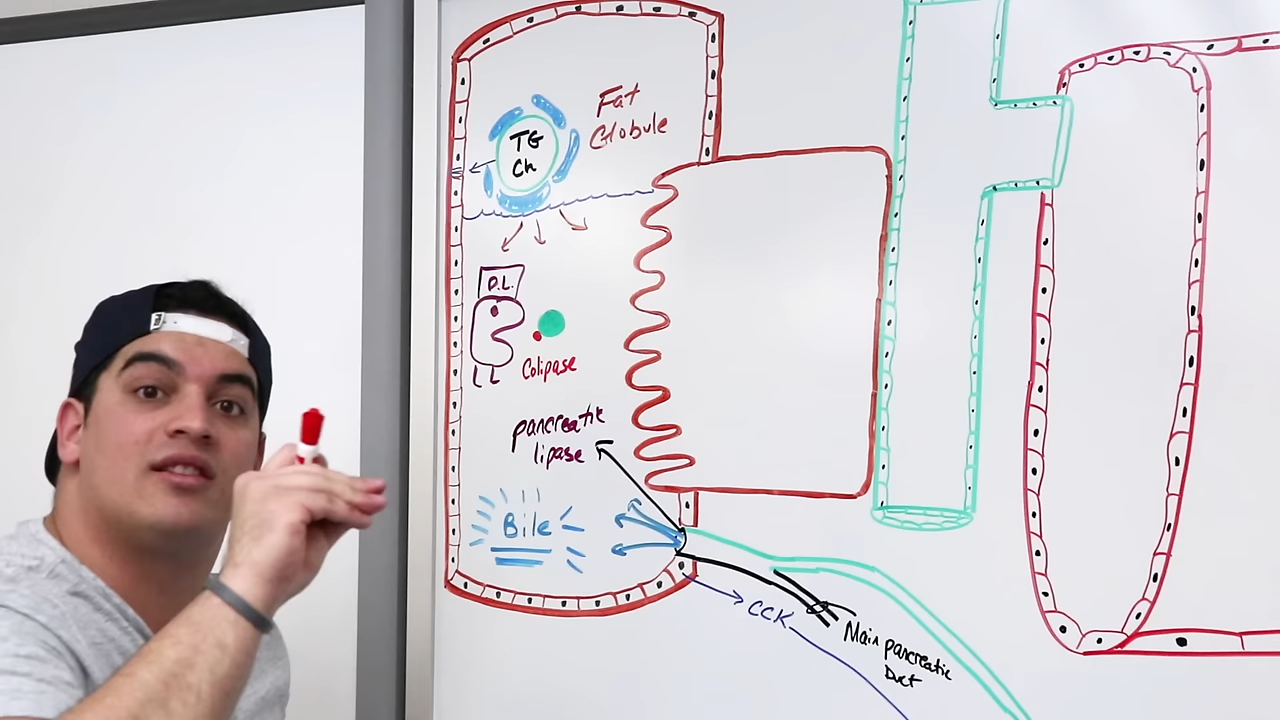 Fat
Globule
TG
Ch
P.L.
Colipase
pancreatic
lipase
Bile
CCK
Main pancreatic
Duct